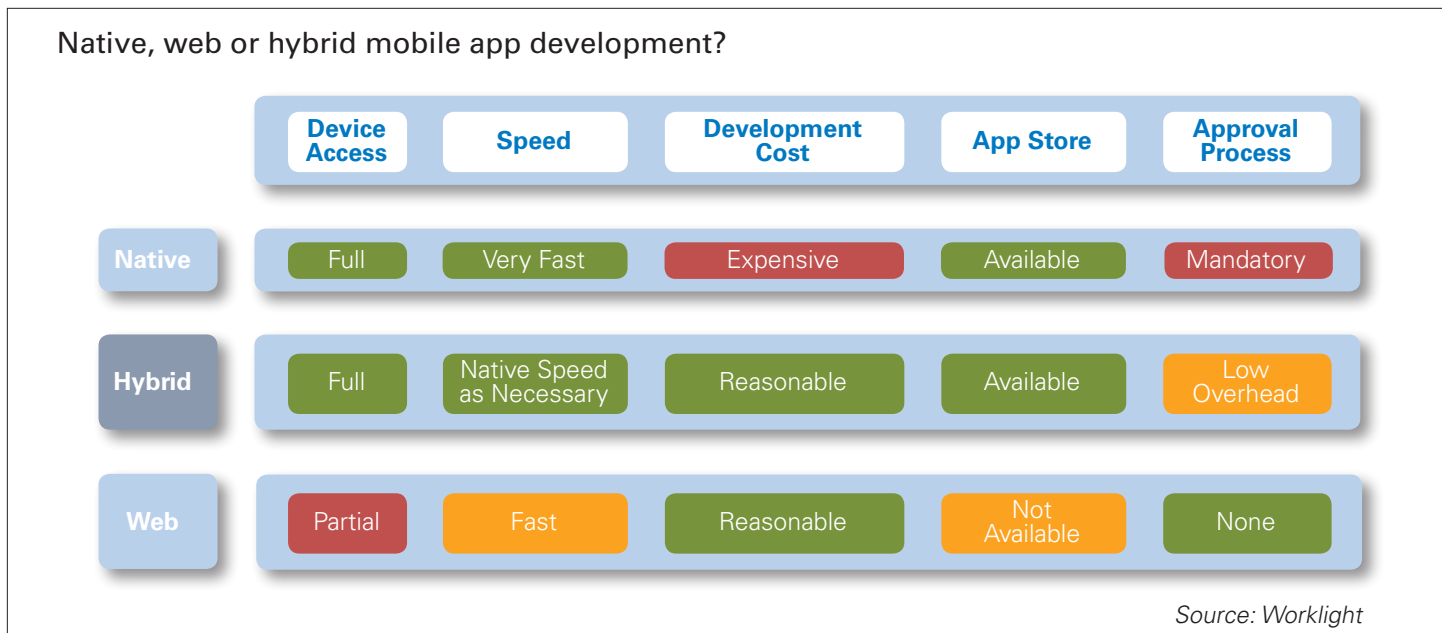 Native, web or hybrid mobile app development?
Device
Access
Speed
Development
Cost
App Store
Approval
Process
Native
Full
Very Fast
Expensive
Available
Mandatory
Hybrid
Full
Native Speed
as Necessary
Reasonable
Available
Low
Overhead
Web
Partial
Fast
Reasonable
Not
Available
None
Source: Worklight